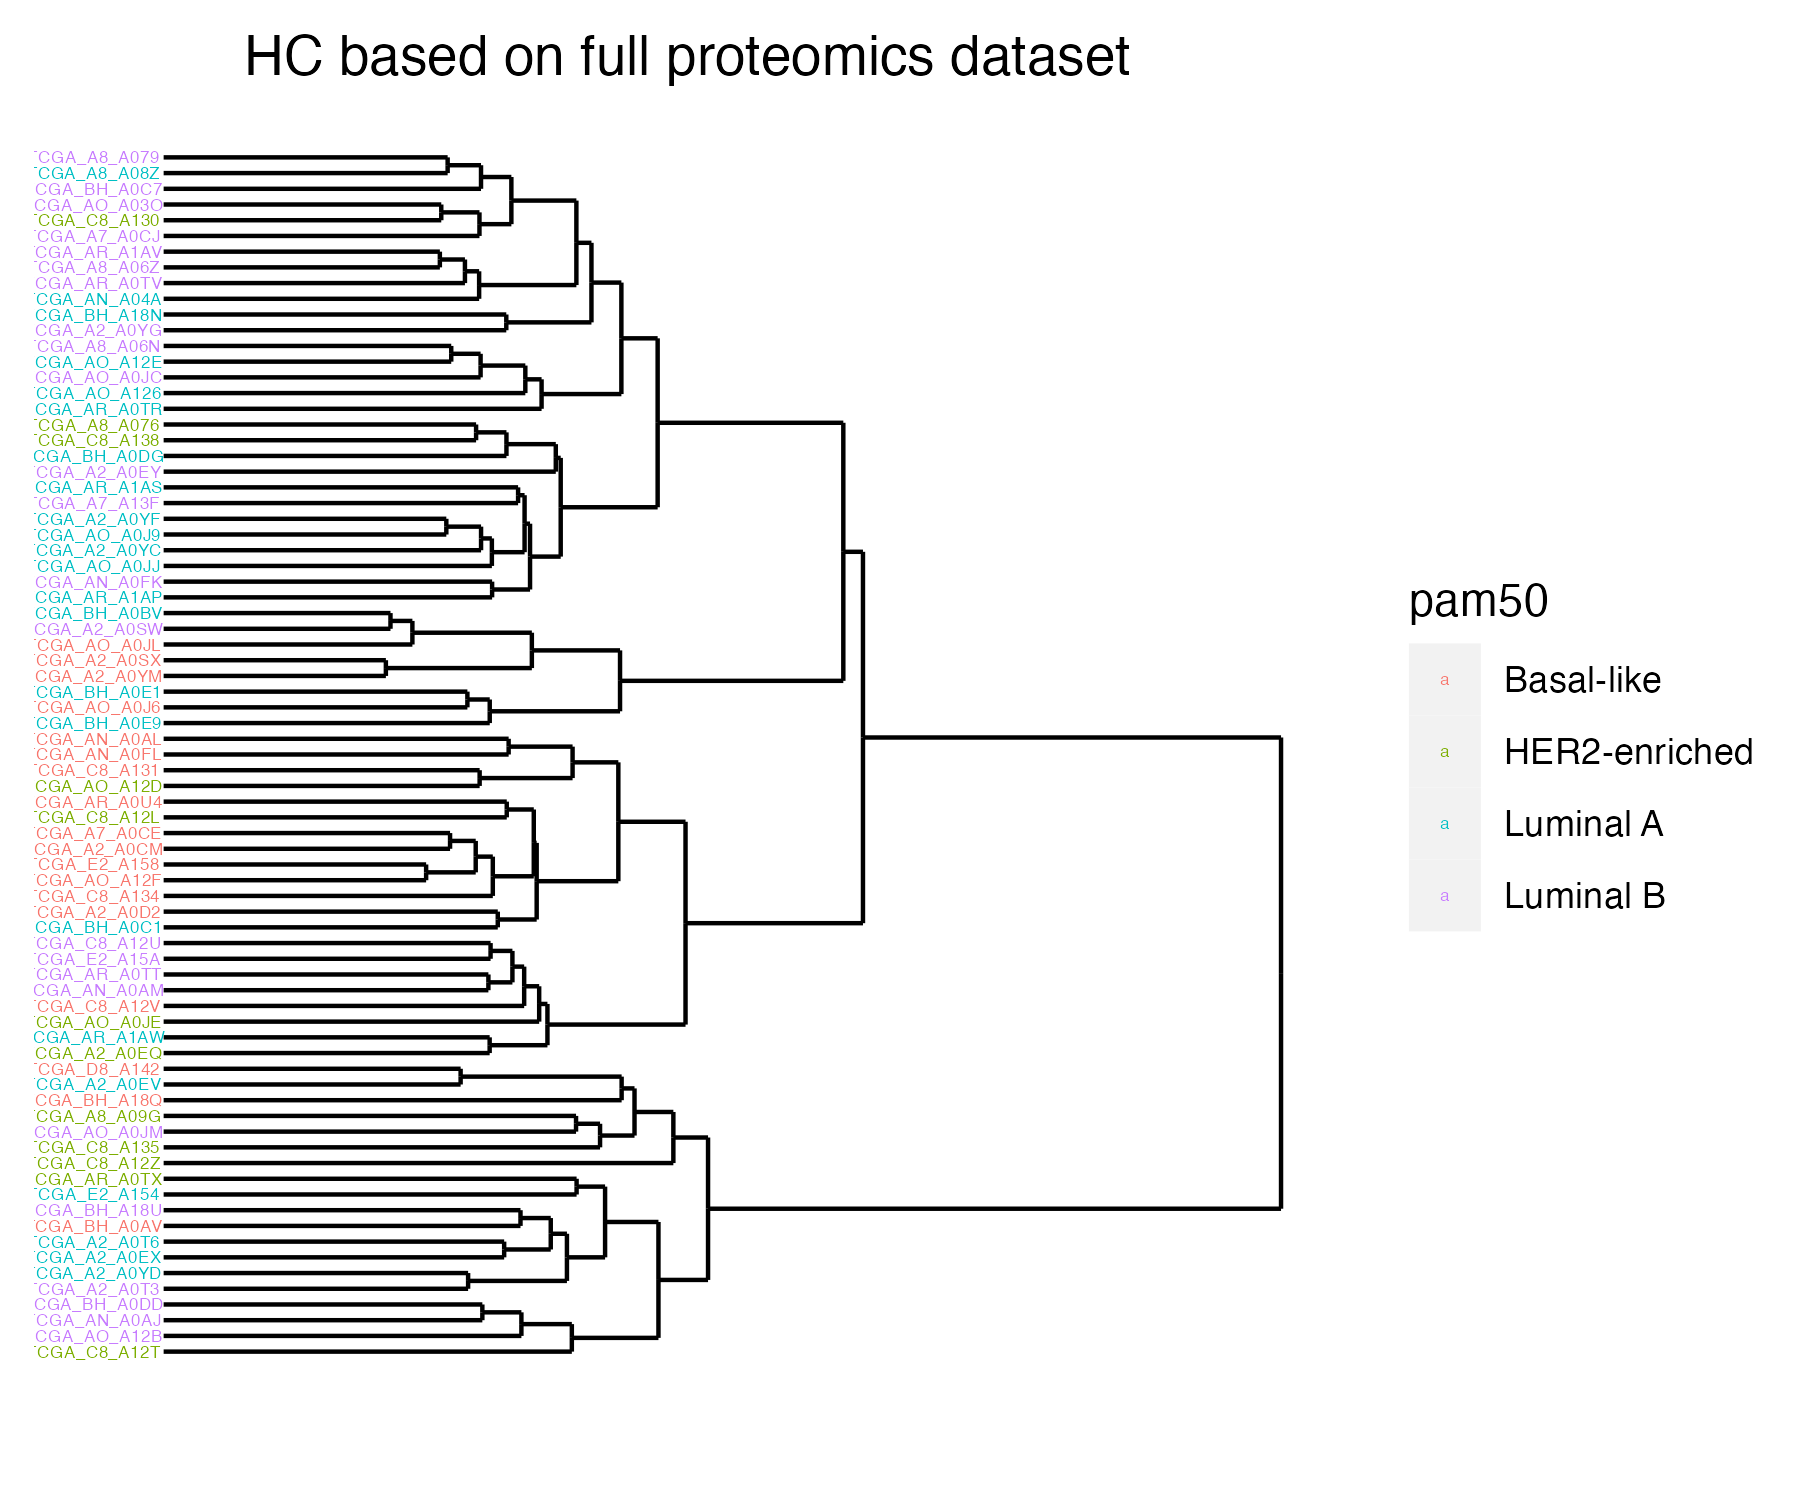 HC based on full proteomics dataset
CGA_A8_A079
CGA_A8_A08Z
CGA_BH_A0C7
CGA_AO_A03O
CGA_C8_A130
CGA_A7_A0CJ
CGA_AR_A1AV
CGA_A8_A06Z
CGA_AR_A0TV
CGA_AN_A04A
CGA_BH_A18N
CGA_A2_A0YG
CGA_A8_A06N
CGA_AO_A12E
CGA_AO_A0JC
CGA_AO_A126
CGA_AR_A0TR
CGA_A8_A076
CGA_C8_A138
CGA_BH_A0DG
CGA_A2_A0EY
CGA_AR_A1AS
CGA_A7_A13F
CGA_A2_A0YF
CGA_AO_A0J9
CGA_A2_A0YC
CGA_AO_A0JJ
CGA_AN_A0FK
CGA_AR_A1AP
CGA_BH_A0BV
CGA_A2_A0SW
CGA_AO_A0JL
CGA_A2_A0SX
CGA_A2_A0YM
CGA_BH_A0E1
CGA_AO_A0J6
CGA_BH_A0E9
CGA_AN_A0AL
CGA_AN_A0FL
CGA_C8_A131
CGA_AO_A12D
CGA_AR_A0U4
CGA_C8_A12L
CGA_A7_A0CE
CGA_A2_A0CM
CGA_E2_A158
CGA_AO_A12F
CGA_C8_A134
CGA_A2_A0D2
CGA_BH_A0C1
CGA_C8_A12U
CGA_E2_A15A
CGA_AR_A0TT
CGA_AN_A0AM
CGA_C8_A12V
CGA_AO_A0JE
CGA_AR_A1AW
CGA_A2_A0EQ
CGA_D8_A142
CGA_A2_A0EV
CGA_BH_A18Q
CGA_A8_A09G
CGA_AO_A0JM
CGA_C8_A135
CGA_C8_A12Z
CGA_AR_A0TX
CGA_E2_A154
CGA_BH_A18U
CGA_BH_A0AV
CGA_A2_A0T6
CGA_A2_A0EX
CGA_A2_A0YD
CGA_A2_A0T3
CGA_BH_A0DD
CGA_AN_A0AJ
CGA_AO_A12B
CGA_C8_A12T
pam50
a Basal-like
a HER2-enriched
a Luminal A
a Luminal B